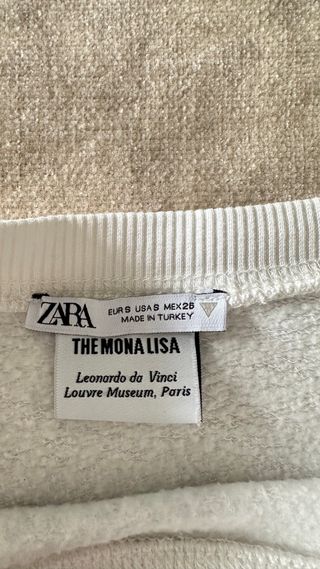 ZARA
EUR S USA S MEX 26
MADE IN TURKEY
THE MONA LISA
Leonardo da Vinci
Louvre Museum, Paris